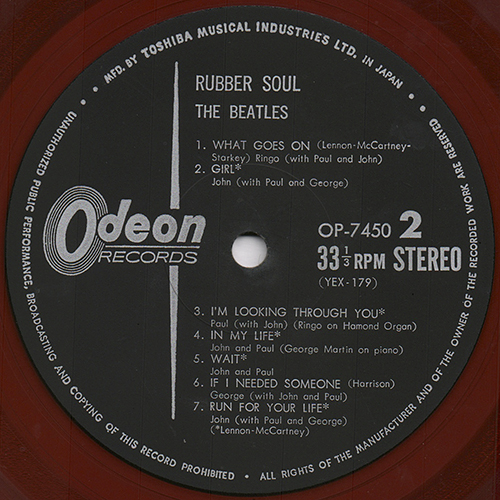 • MFD. BY TOSHIBA MUSICAL INDUSTRIES LTD. IN JAPAN •
RUBBER SOUL
THE BEATLES
1. WHAT GOES ON (Lennon-McCartney-
Starkey) Ringo (with Paul and John)
2. GIRL*
John (with Paul and George)
Odeon
RECORDS
OP-7450 2
33 1/3 RPM STEREO
(YEX-179)
3. I'M LOOKING THROUGH YOU*
Paul (with John) (Ringo on Hamond Organ)
4. IN MY LIFE*
John and Paul (George Martin on piano)
5. WAIT*
John and Paul
6. IF I NEEDED SOMEONE (Harrison)
George (with John and Paul)
7. RUN FOR YOUR LIFE*
John (with Paul and George)
(*Lennon-McCartney)
UNAUTHORIZED PUBLIC PERFORMANCE, BROADCASTING AND COPYING OF THIS RECORD PROHIBITED • ALL RIGHTS OF THE MANUFACTURER AND OF THE OWNER OF THE RECORDED WORK ARE RESERVED